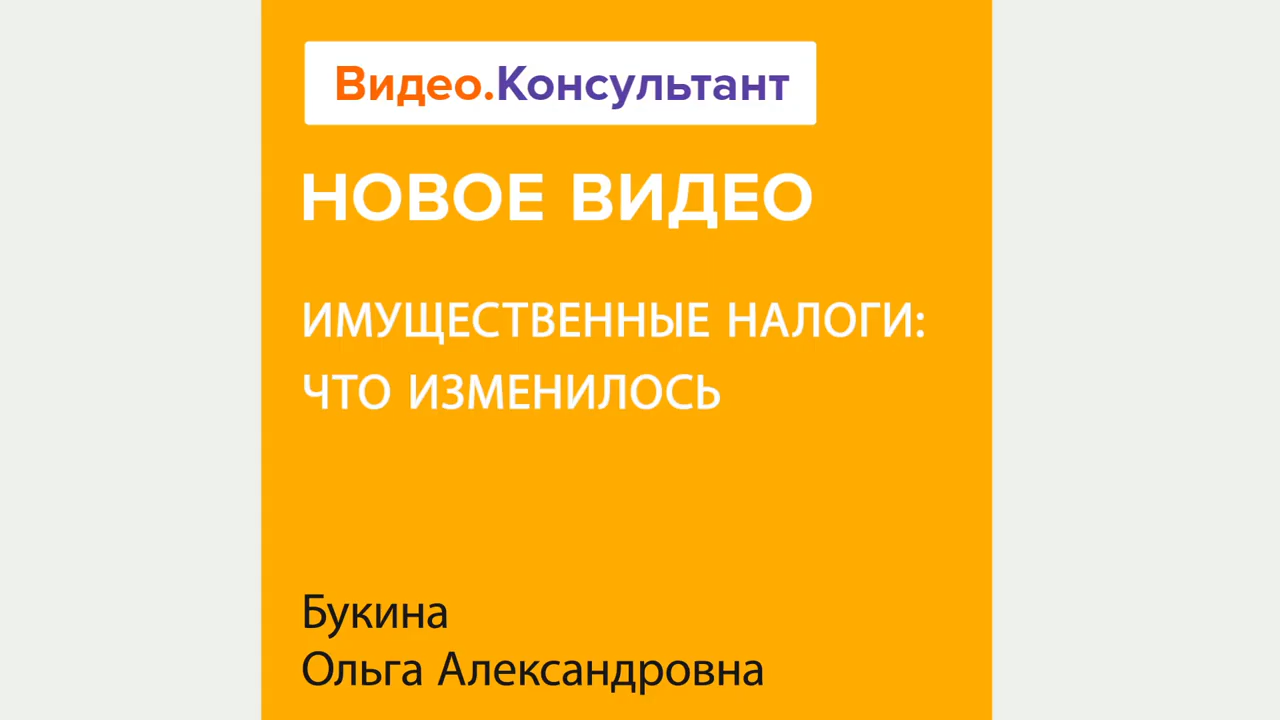 Видео.Консультант
НОВОЕ ВИДЕО
ИМУЩЕСТВЕННЫЕ НАЛОГИ:
ЧТО ИЗМЕНИЛОСЬ
Букина
Ольга Александровна